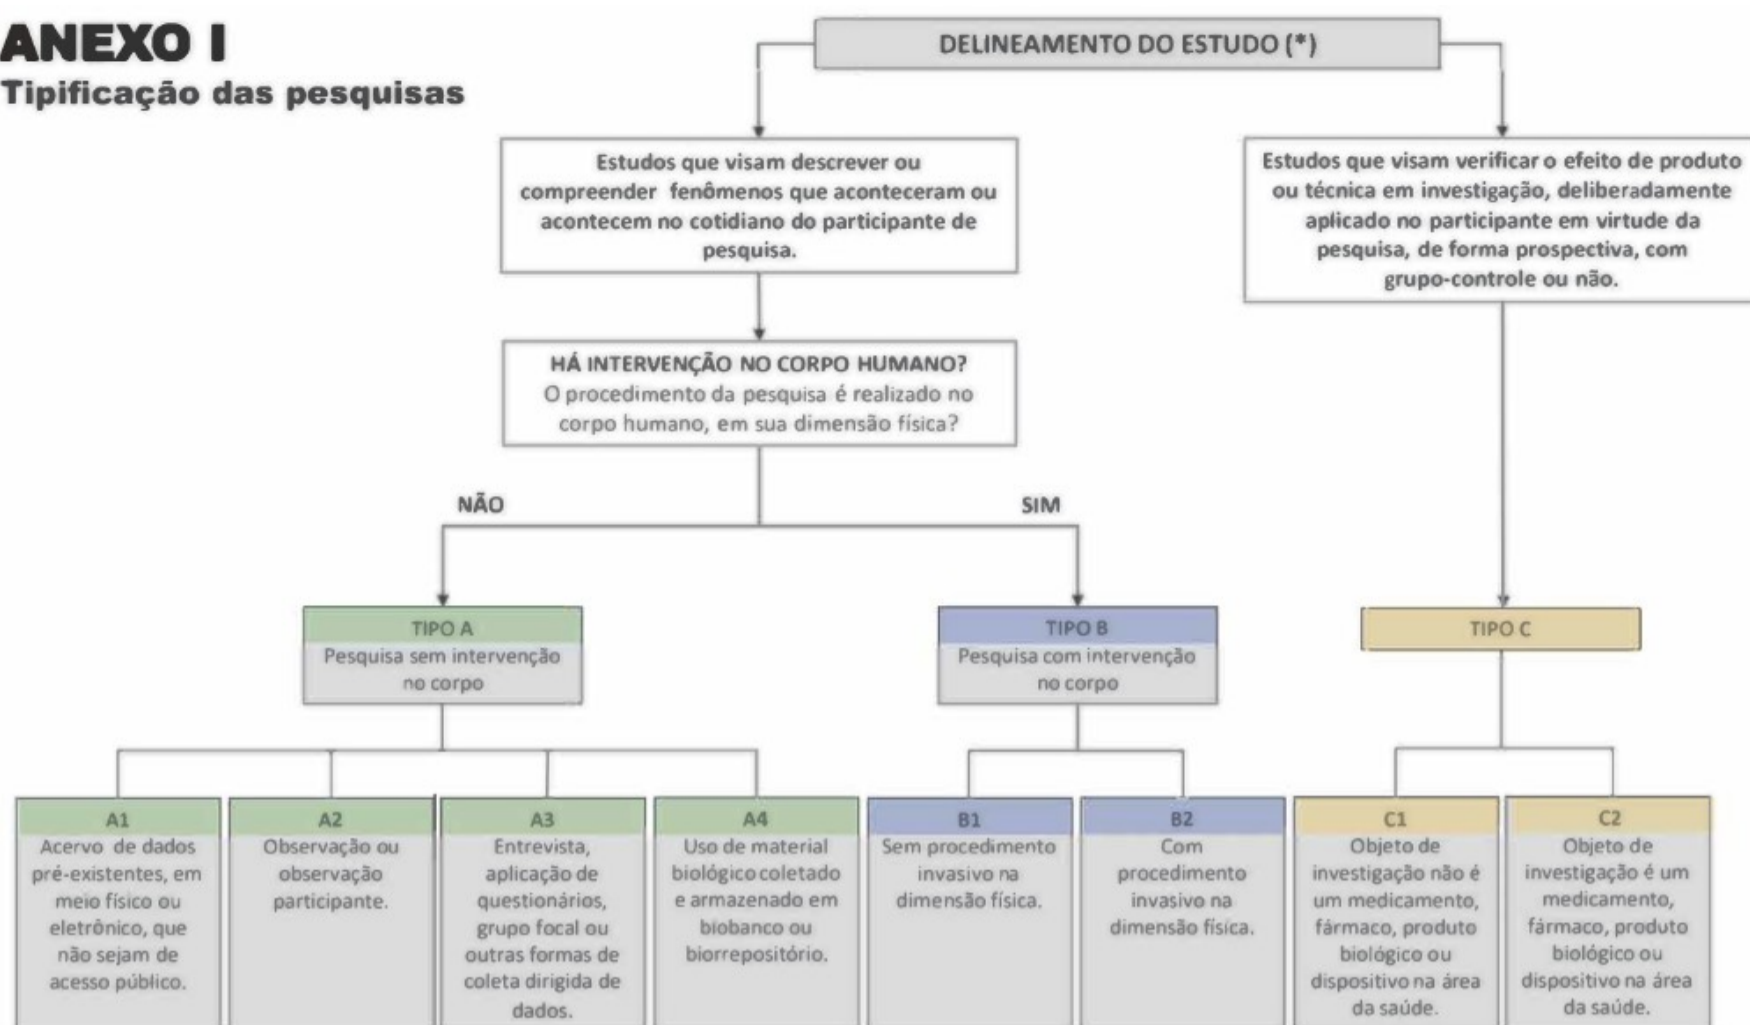 ANEXO I
Tipificação das pesquisas
DELINEAMENTO DO ESTUDO (*)
Estudos que visam descrever ou
compreender fenômenos que aconteceram ou
acontecem no cotidiano do participante de
pesquisa.
Estudos que visam verificar o efeito de produto
ou técnica em investigação, deliberadamente
aplicado no participante em virtude da
pesquisa, de forma prospectiva, com
grupo-controle ou não.
HÁ INTERVENÇÃO NO CORPO HUMANO?
O procedimento da pesquisa é realizado no
corpo humano, em sua dimensão física?
NÃO
SIM
TIPO A
Pesquisa sem intervenção
no corpo
TIPO B
Pesquisa com intervenção
no corpo
TIPO C
A1
Acervo de dados
pré-existentes, em
meio físico ou
eletrônico, que
não sejam de
acesso público.
A2
Observação ou
observação
participante.
A3
Entrevista,
aplicação de
questionários,
grupo focal ou
outras formas de
coleta dirigida de
dados.
A4
Uso de material
biológico coletado
e armazenado em
biobanco ou
biorrepositório.
B1
Sem procedimento
invasivo na
dimensão física.
B2
Com
procedimento
invasivo na
dimensão física.
C1
Objeto de
investigação não é
um medicamento,
fármaco, produto
biológico ou
dispositivo na área
da saúde.
C2
Objeto de
investigação é um
medicamento,
fármaco, produto
biológico ou
dispositivo na área
da saúde.